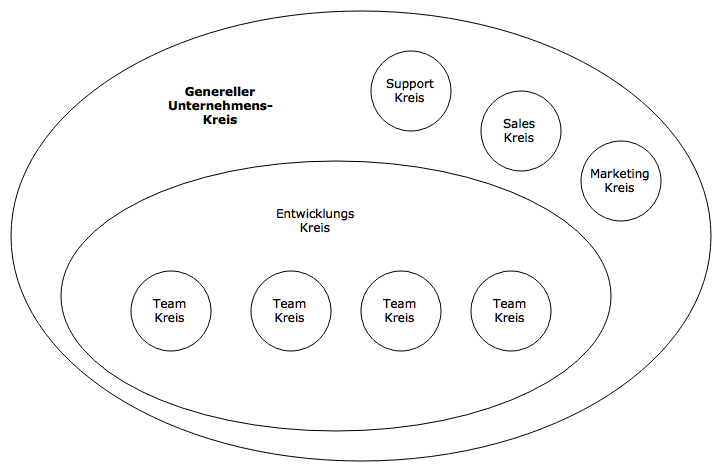 Genereller
Unternehmens-
Kreis
Support
Kreis
Sales
Kreis
Marketing
Kreis
Entwicklungs
Kreis
Team
Kreis
Team
Kreis
Team
Kreis
Team
Kreis